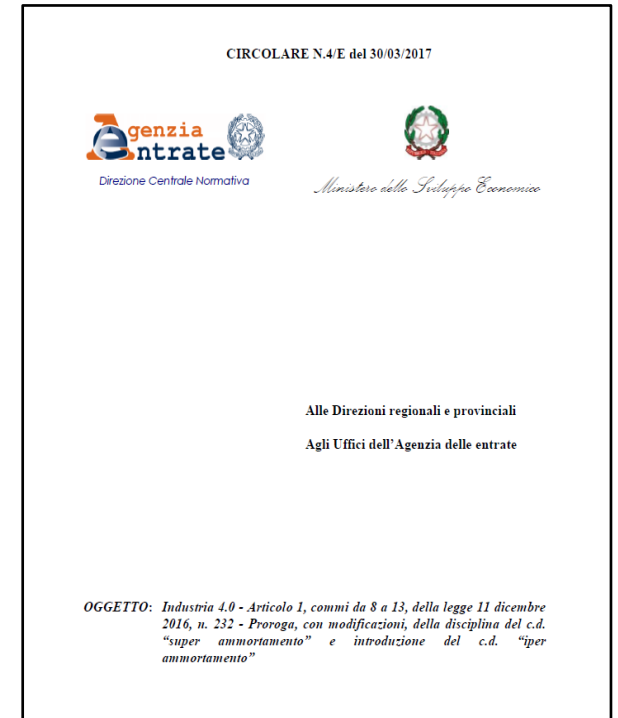 CIRCOLARE N.4/E del 30/03/2017
Agenzia
Entrate
Direzione Centrale Normativa
Ministero dello Sviluppo Economico
Alle Direzioni regionali e provinciali
Agli Uffici dell’Agenzia delle entrate
OGGETTO: Industria 4.0 - Articolo 1, commi da 8 a 13, della legge 11 dicembre
2016, n. 232 - Proroga, con modificazioni, della disciplina del c.d.
“super ammortamento” e introduzione del c.d. “iper
ammortamento”